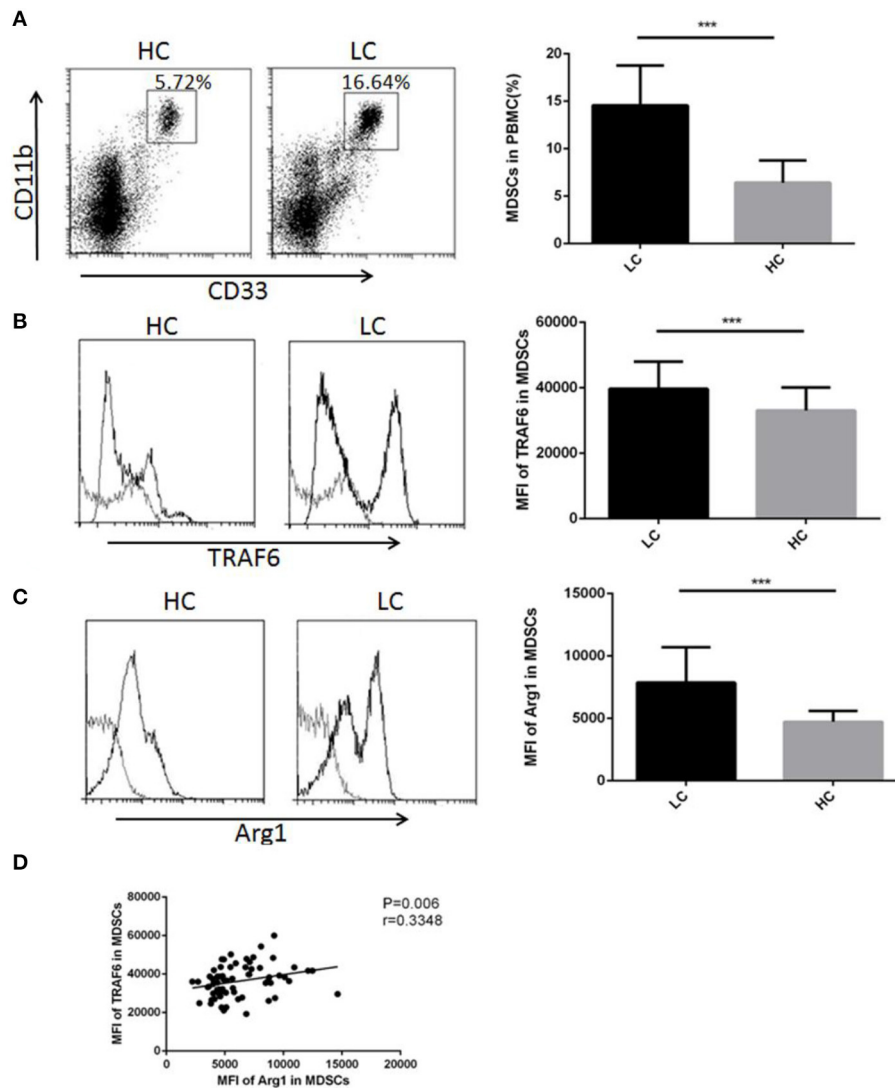 A
HC
LC
5.72%
16.64%
CD11b
CD33
***
MDSCs in PBMC(%)
20
15
10
5
0
LC
HC
B
HC
LC
TRAF6
***
MFI of TRAF6 in MDSCs
60000
40000
20000
0
LC
HC
C
HC
LC
Arg1
***
MFI of Arg1 in MDSCs
15000
10000
5000
0
LC
HC
D
MFI of TRAF6 in MDSCs
80000
60000
40000
20000
0
P=0.006
r=0.3348
0 5000 10000 15000 20000
MFI of Arg1 in MDSCs